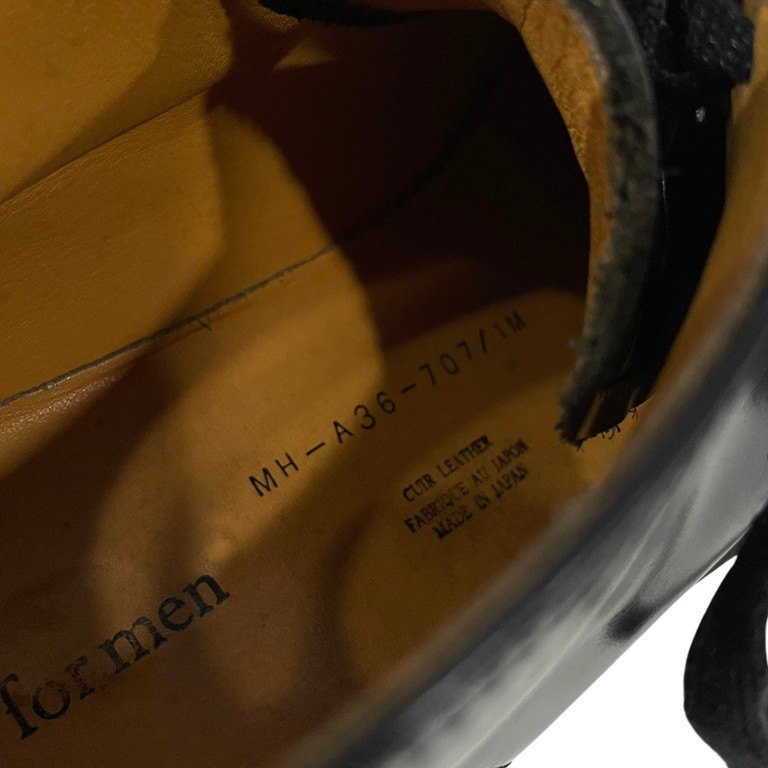 MH-A36-707/1M
CUIR LEATHER
FABRIQUE AU JAPON
MADE IN JAPAN
for men